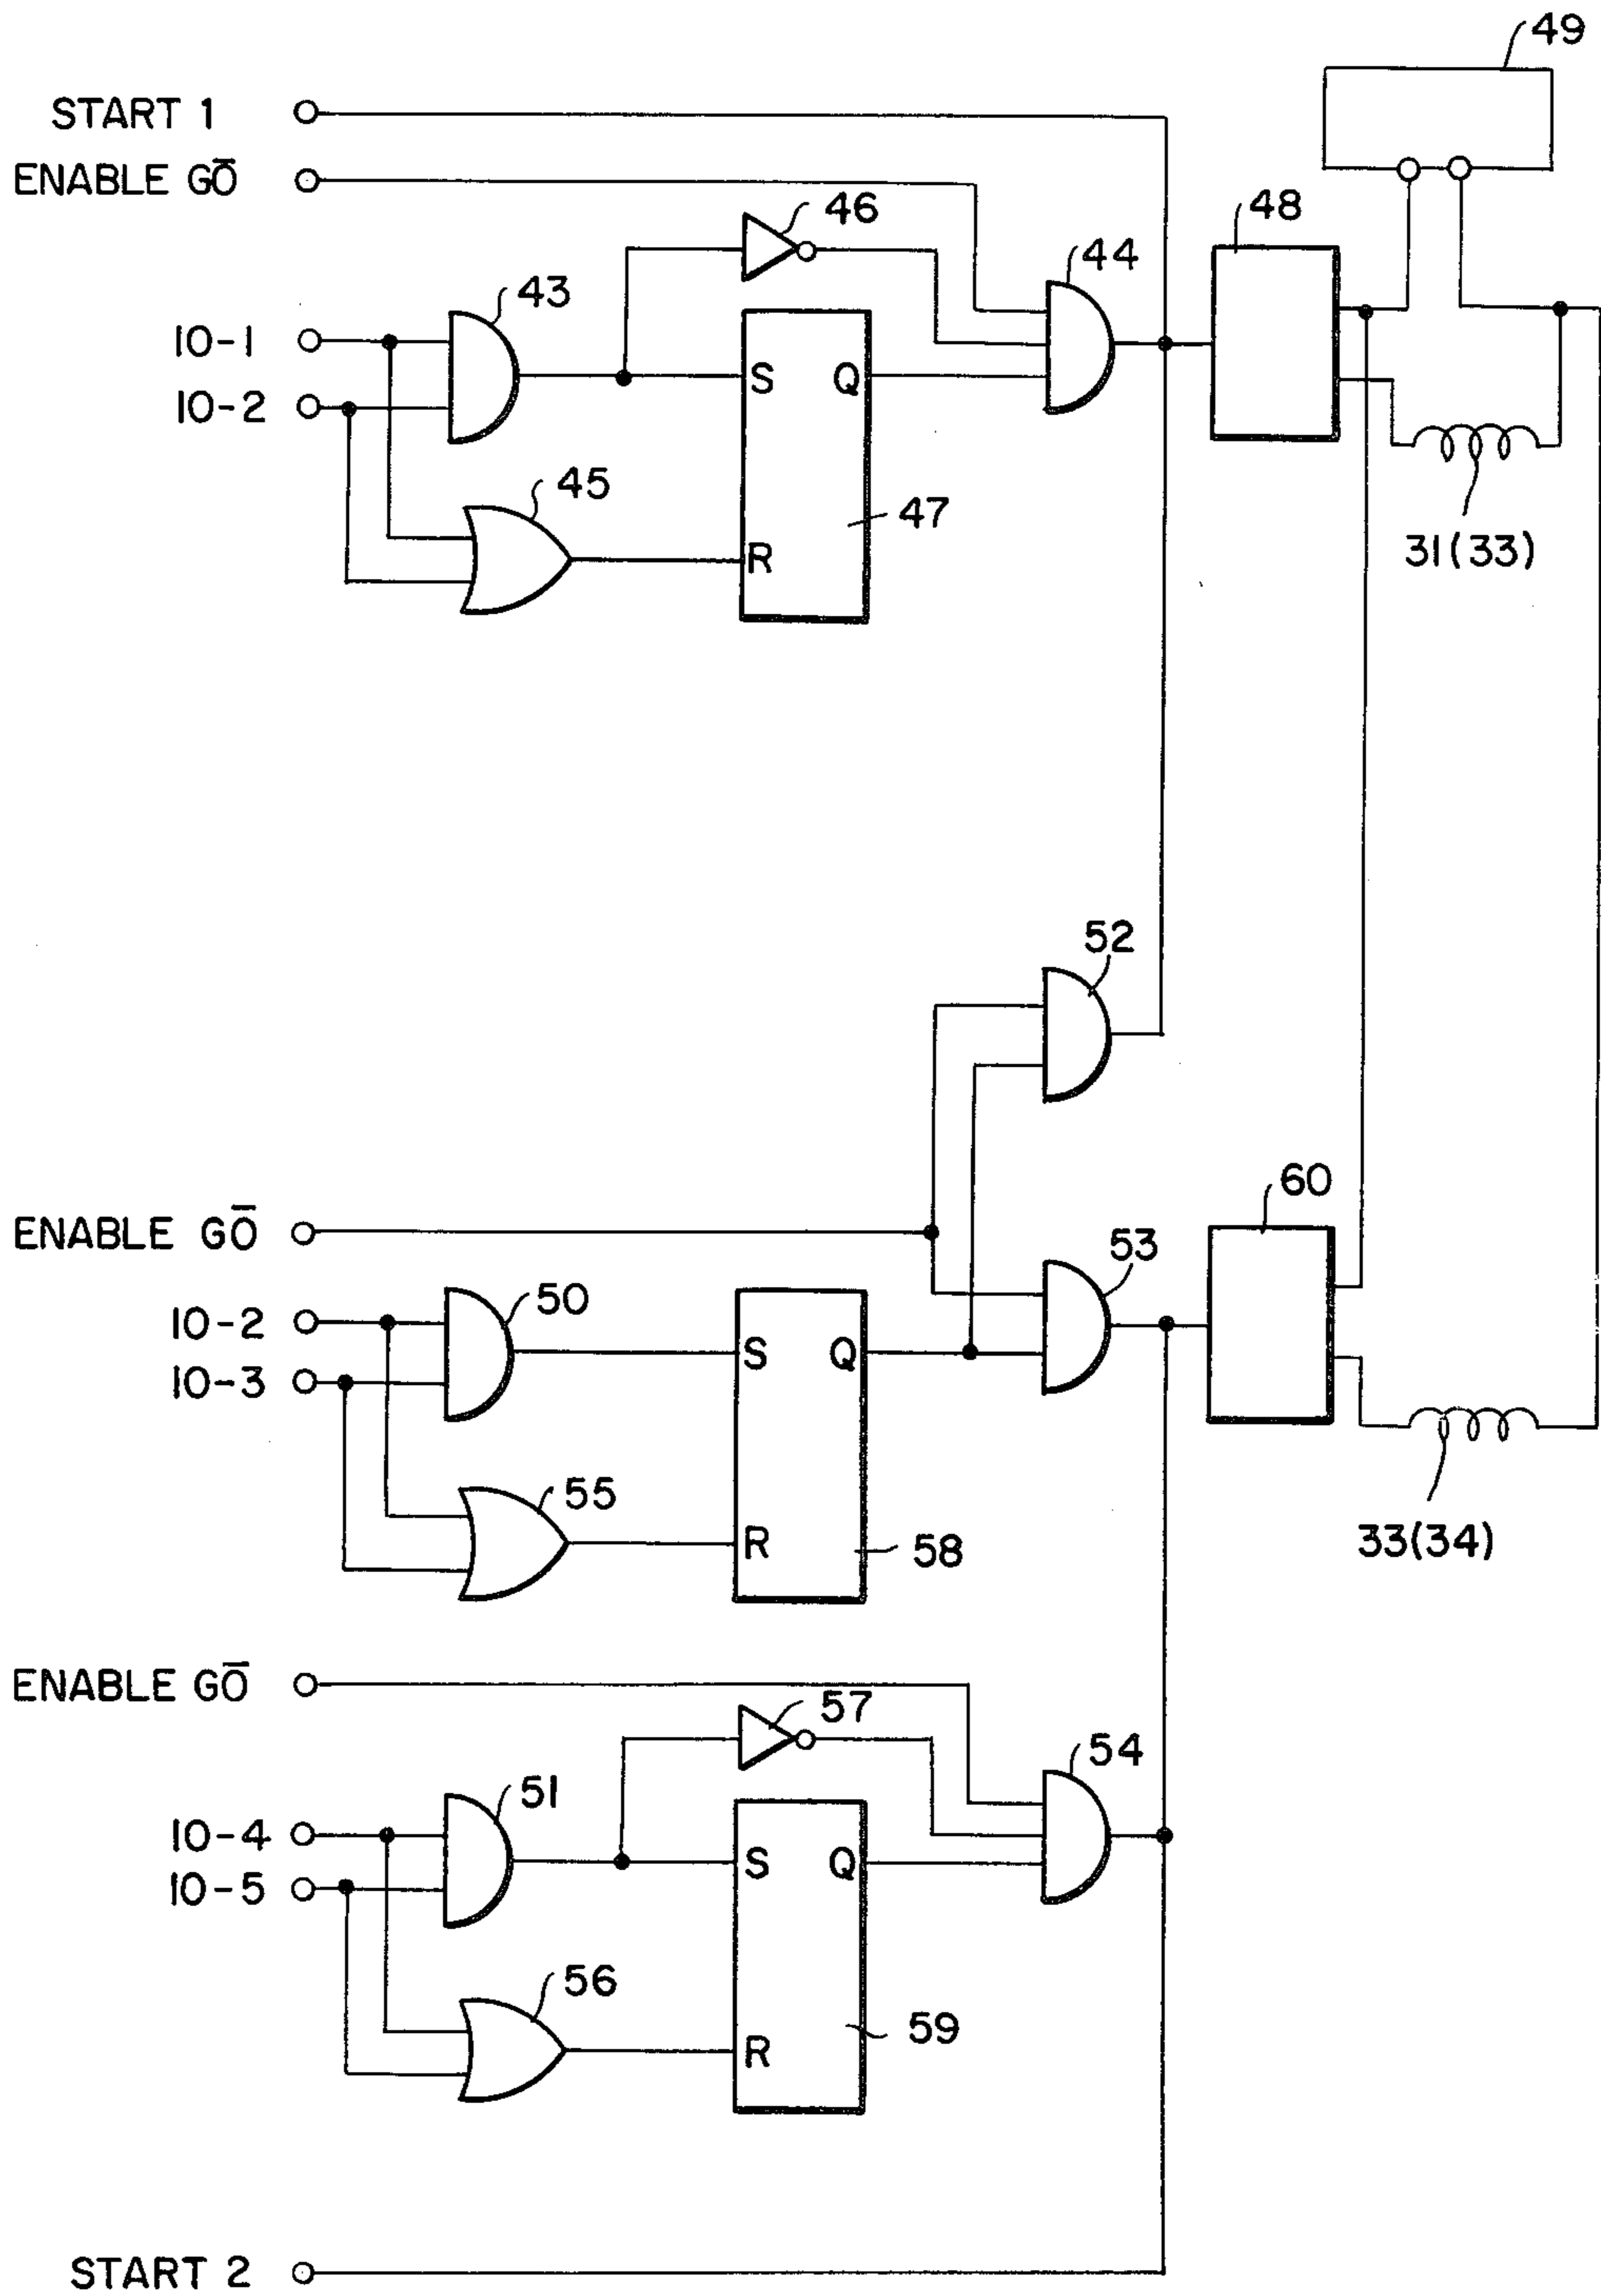 49
START 1
ENABLE GŌ
46
48
44
43
10-1
S Q
10-2
45
47
31(33)
R
52
60
ENABLE GŌ
53
50
10-2
S Q
10-3
55
R
58
33(34)
ENABLE GŌ
57
54
51
10-4
S Q
10-5
56
59
R
START 2